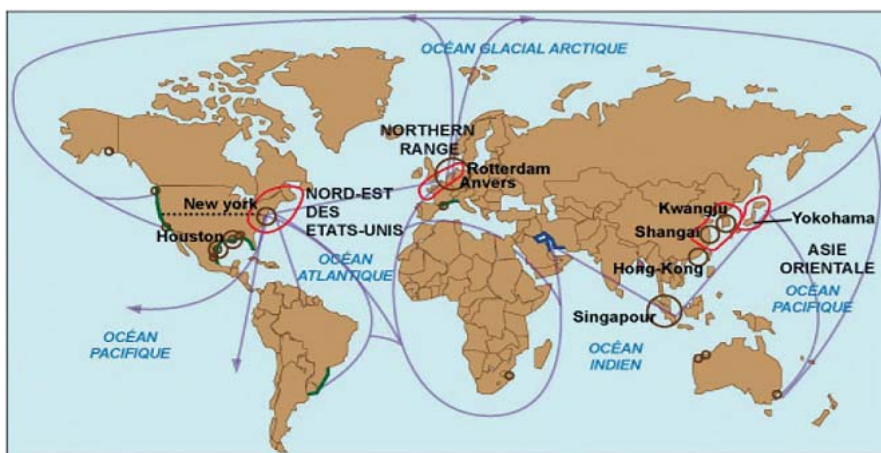 OCÉAN GLACIAL ARCTIQUE
NORTHERN
RANGE
Rotterdam
Anvers
New york
NORD-EST
DES
ETATS-UNIS
Houston
OCÉAN
ATLANTIQUE
Kwangju
Yokohama
Shangai
ASIE
ORIENTALE
Hong-Kong
OCÉAN
PACIFIQUE
Singapour
OCÉAN
PACIFIQUE
OCÉAN
INDIEN